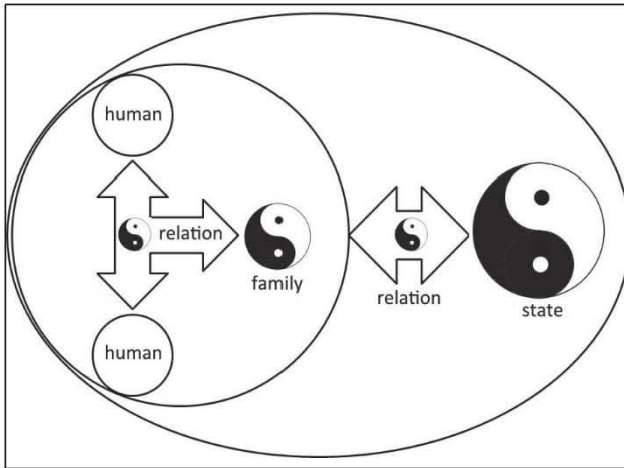 human
relation
family
relation
state
human